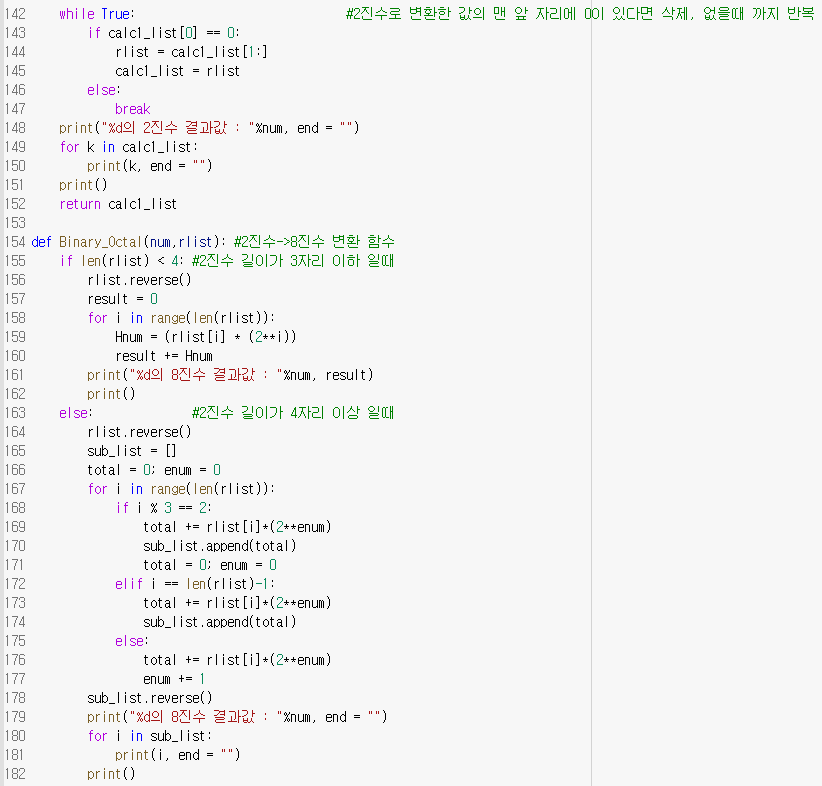 142     while True:                              #2진수로 변환한 값의 맨 앞 자리에 0이 있다면 삭제, 없을때 까지 반복
143         if calc1_list[0] == 0:
144             rlist = calc1_list[1:]
145             calc1_list = rlist
146         else:
147             break
148     print("%d의 2진수 결과값 : "%num, end = "")
149     for k in calc1_list:
150         print(k, end = "")
151     print()
152     return calc1_list
153
154 def Binary_Octal(num,rlist): #2진수->8진수 변환 함수
155     if len(rlist) < 4: #2진수 길이가 3자리 이하 일때
156         rlist.reverse()
157         result = 0
158         for i in range(len(rlist)):
159             Hnum = (rlist[i] * (2**i))
160             result += Hnum
161         print("%d의 8진수 결과값 : "%num, result)
162         print()
163     else:              #2진수 길이가 4자리 이상 일때
164         rlist.reverse()
165         sub_list = []
166         total = 0; enum = 0
167         for i in range(len(rlist)):
168             if i % 3 == 2:
169                 total += rlist[i]*(2**enum)
170                 sub_list.append(total)
171                 total = 0; enum = 0
172             elif i == len(rlist)-1:
173                 total += rlist[i]*(2**enum)
174                 sub_list.append(total)
175             else:
176                 total += rlist[i]*(2**enum)
177                 enum += 1
178         sub_list.reverse()
179         print("%d의 8진수 결과값 : "%num, end = "")
180         for i in sub_list:
181             print(i, end = "")
182         print()